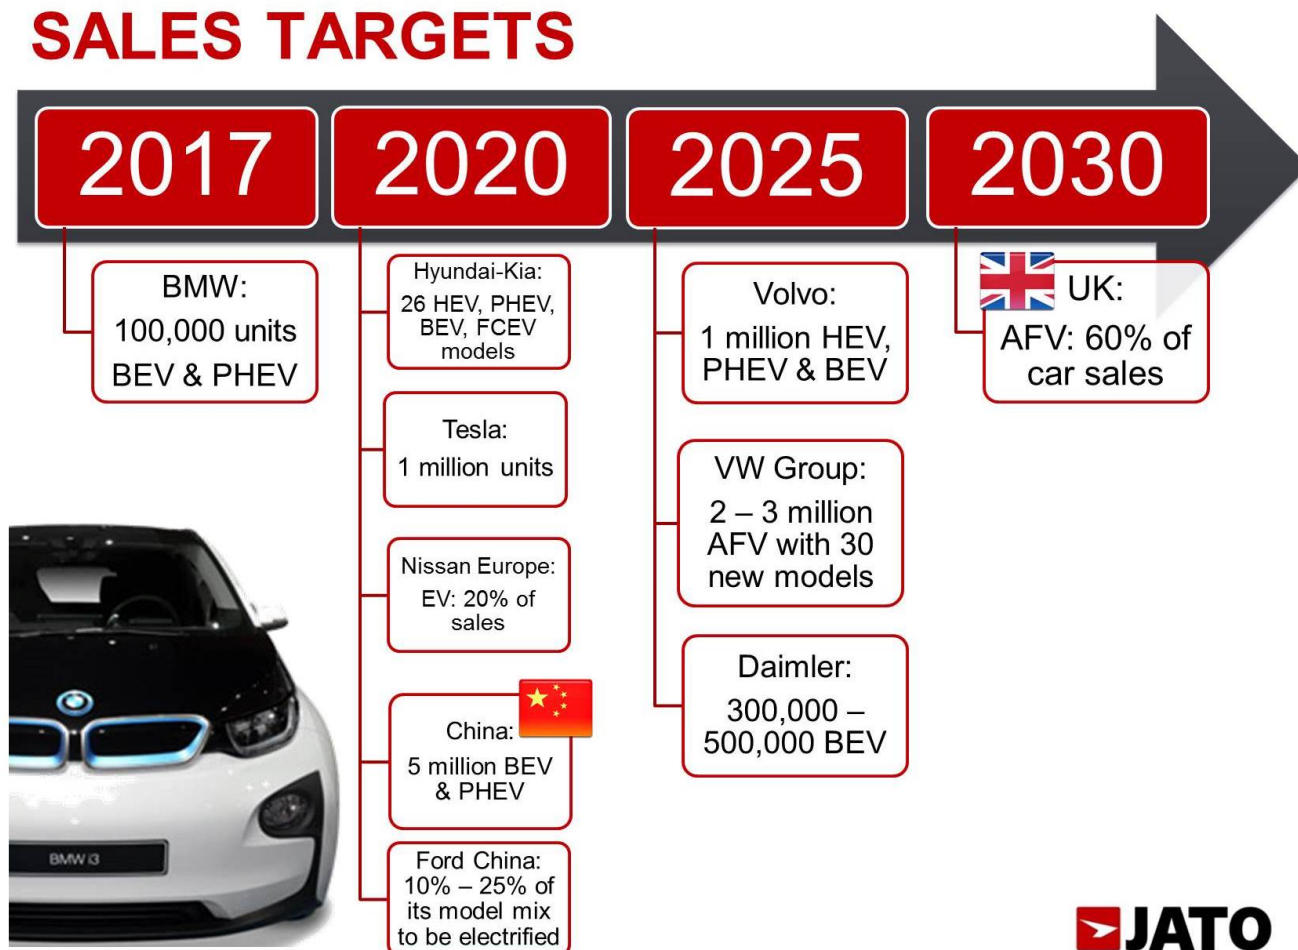 SALES TARGETS
2017
2020
2025
2030
BMW:
100,000 units
BEV & PHEV
Hyundai-Kia:
26 HEV, PHEV,
BEV, FCEV
models
Tesla:
1 million units
Nissan Europe:
EV: 20% of
sales
China:
5 million BEV
& PHEV
Ford China:
10% – 25% of
its model mix
to be electrified
Volvo:
1 million HEV,
PHEV & BEV
VW Group:
2 – 3 million
AFV with 30
new models
Daimler:
300,000 –
500,000 BEV
UK:
AFV: 60% of
car sales
BMW i3
JATO